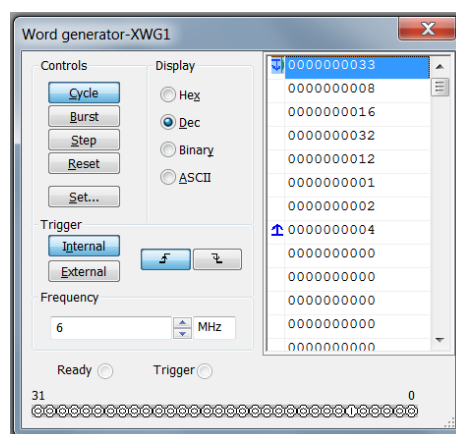 Word generator-XWG1
X
Controls
Cycle
Burst
Step
Reset
Set...
Display
Hex
Dec
Binary
ASCII
Trigger
Internal
External
Frequency
6
MHz
Ready
Trigger
0000000033
0000000008
0000000016
0000000032
0000000012
0000000001
0000000002
0000000004
0000000000
0000000000
0000000000
0000000000
0000000000
31
0